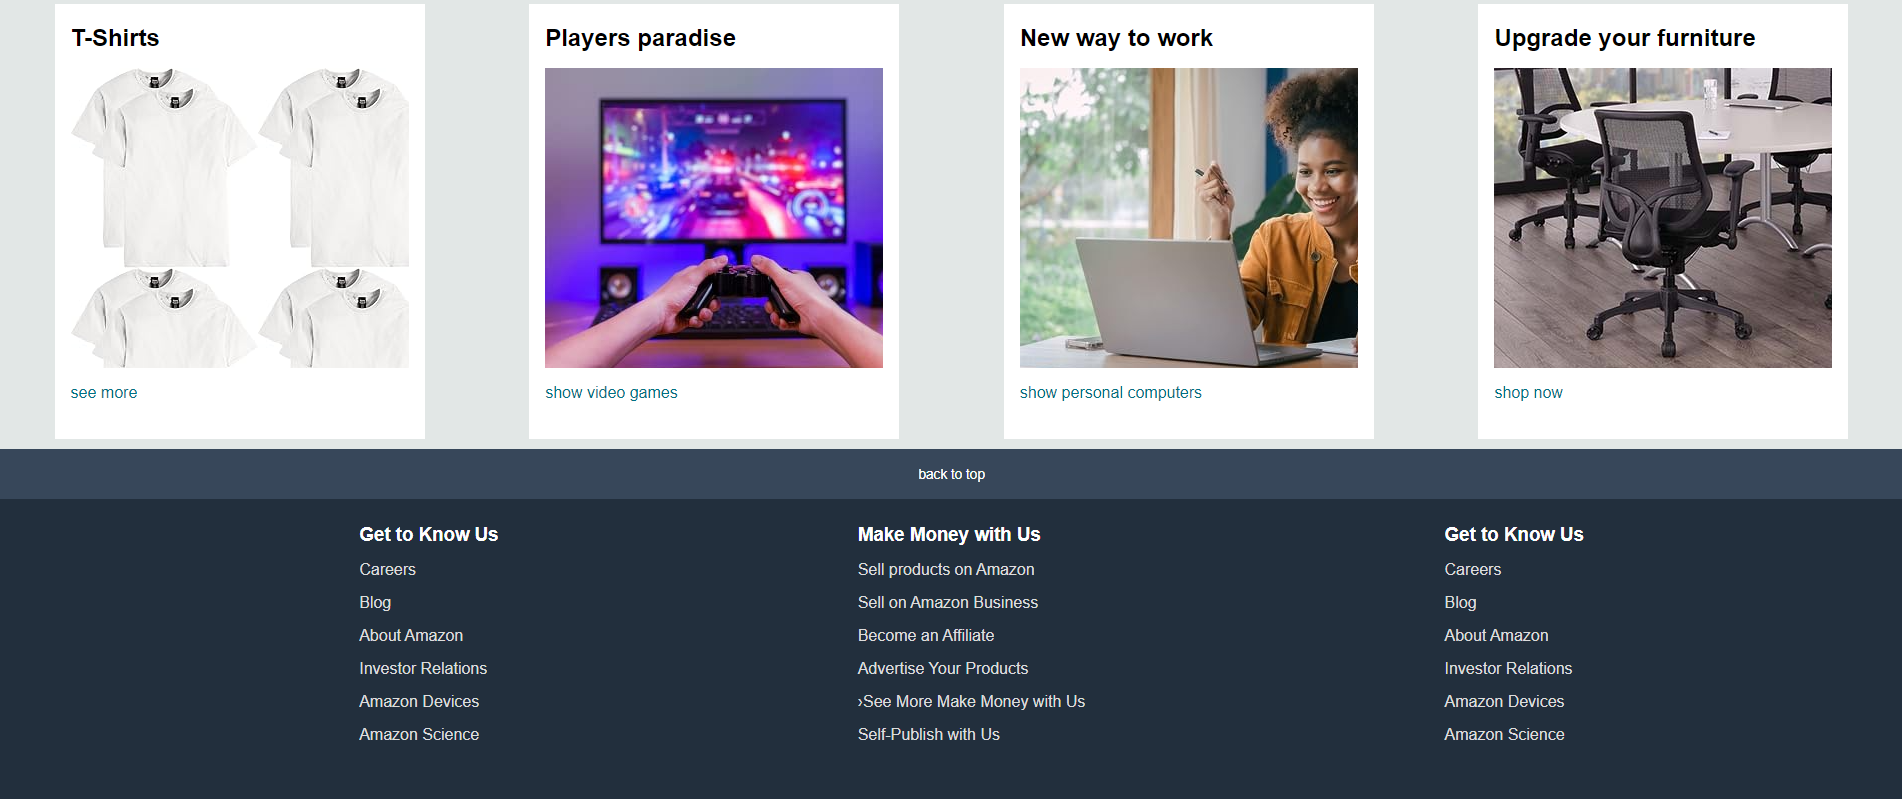 T-Shirts
Players paradise
New way to work
Upgrade your furniture
see more
show video games
show personal computers
shop now
back to top
Get to Know Us
Careers
Blog
About Amazon
Investor Relations
Amazon Devices
Amazon Science
Make Money with Us
Sell products on Amazon
Sell on Amazon Business
Become an Affiliate
Advertise Your Products
›See More Make Money with Us
Self-Publish with Us
Get to Know Us
Careers
Blog
About Amazon
Investor Relations
Amazon Devices
Amazon Science